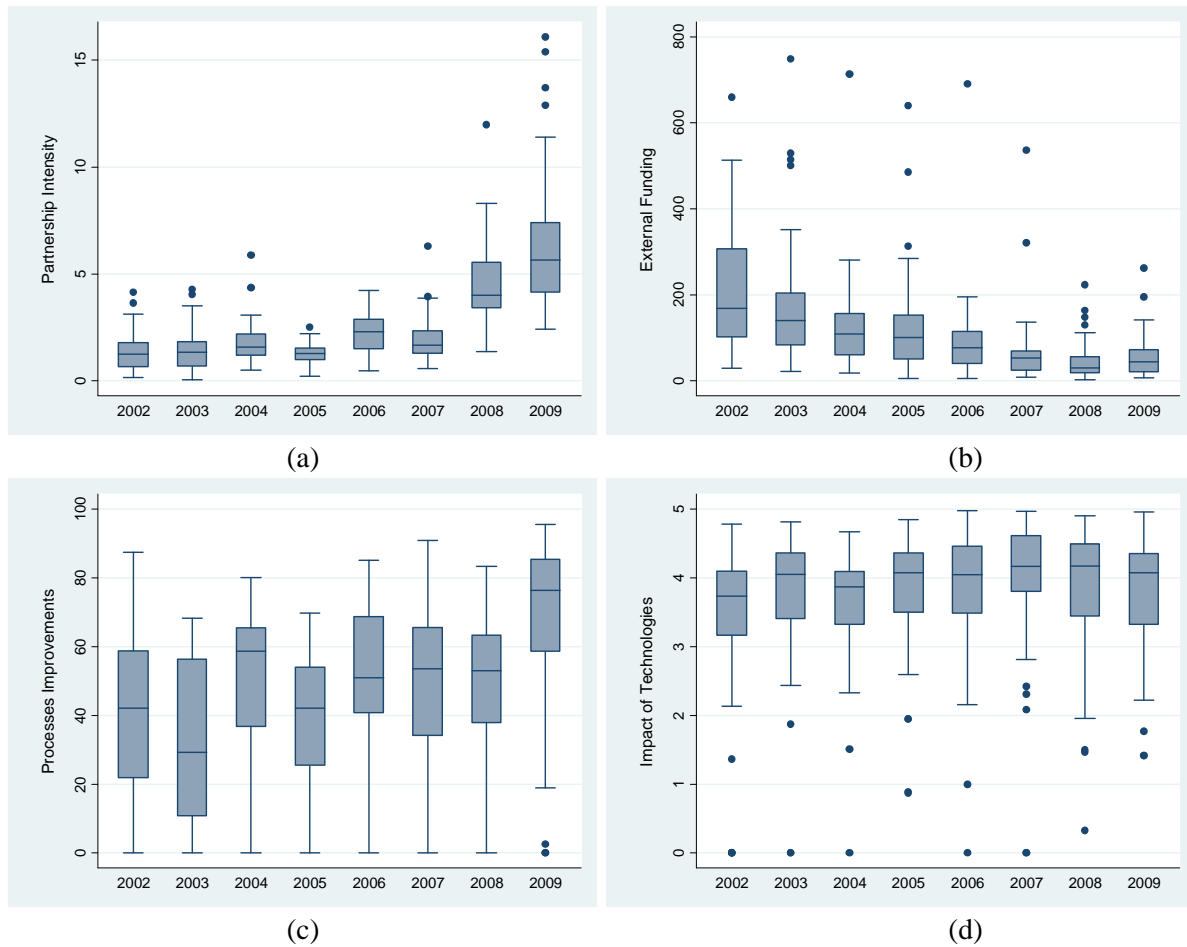 Partnership Intensity
15
10
5
0
2002 2003 2004 2005 2006 2007 2008 2009
(a)
External Funding
800
600
400
200
0
2002 2003 2004 2005 2006 2007 2008 2009
(b)
Processes Improvements
100
80
60
40
20
0
2002 2003 2004 2005 2006 2007 2008 2009
(c)
Impact of Technologies
5
4
3
2
1
0
2002 2003 2004 2005 2006 2007 2008 2009
(d)